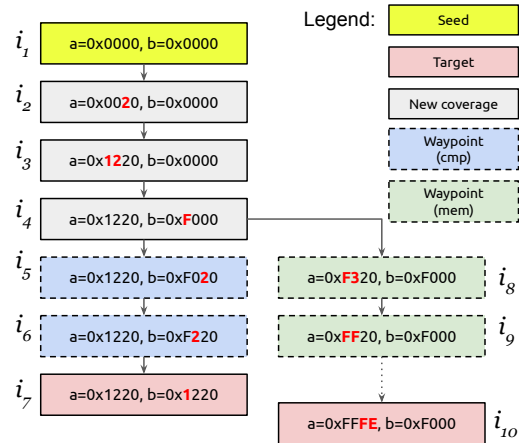 Legend:
Seed
Target
New coverage
Waypoint
(cmp)
Waypoint
(mem)
i1
a=0x0000, b=0x0000
i2
a=0x0020, b=0x0000
i3
a=0x1220, b=0x0000
i4
a=0x1220, b=0xF000
i5
a=0x1220, b=0xF020
i6
a=0x1220, b=0xF220
i7
a=0x1220, b=0x1220
a=0xF320, b=0xF000
i8
a=0xFF20, b=0xF000
i9
a=0xFFFE, b=0xF000
i10